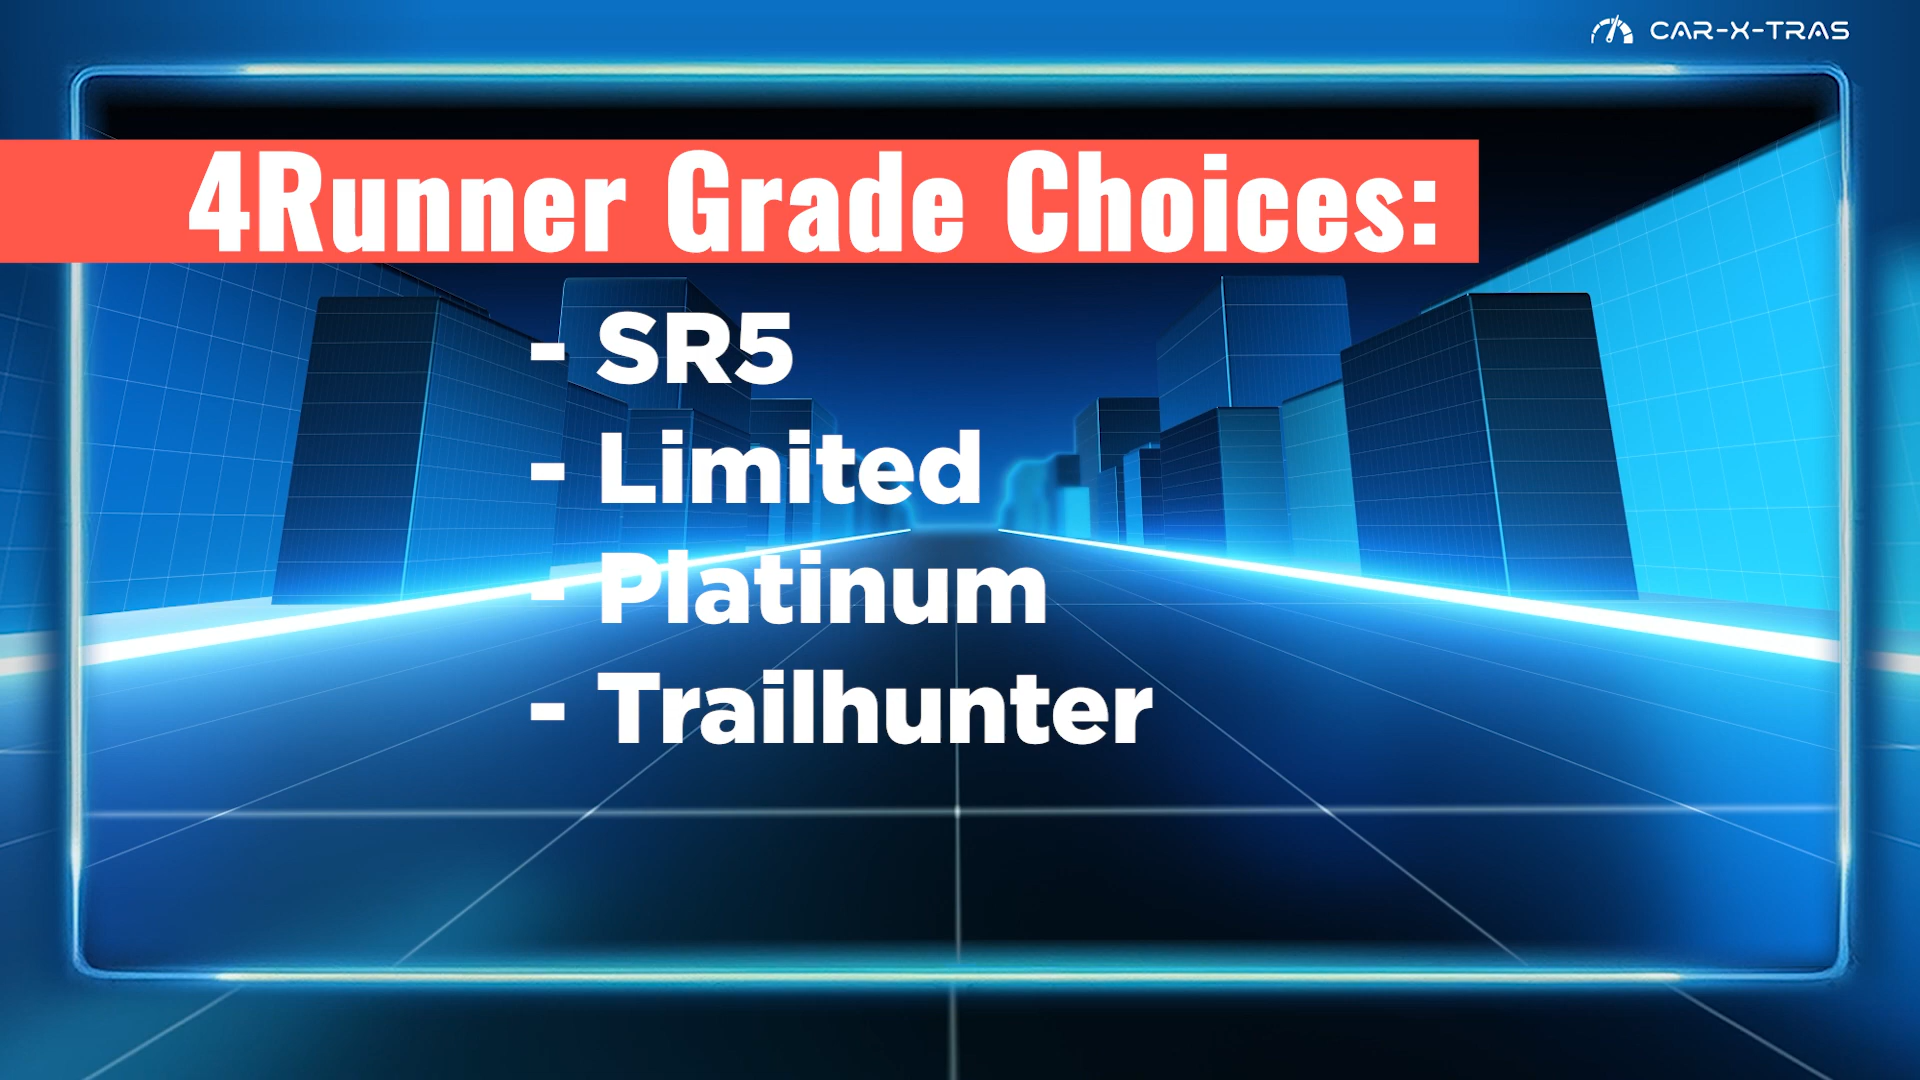 CAR-X-TRAS
4Runner Grade Choices:
- SR5
- Limited
- Platinum
- Trailhunter